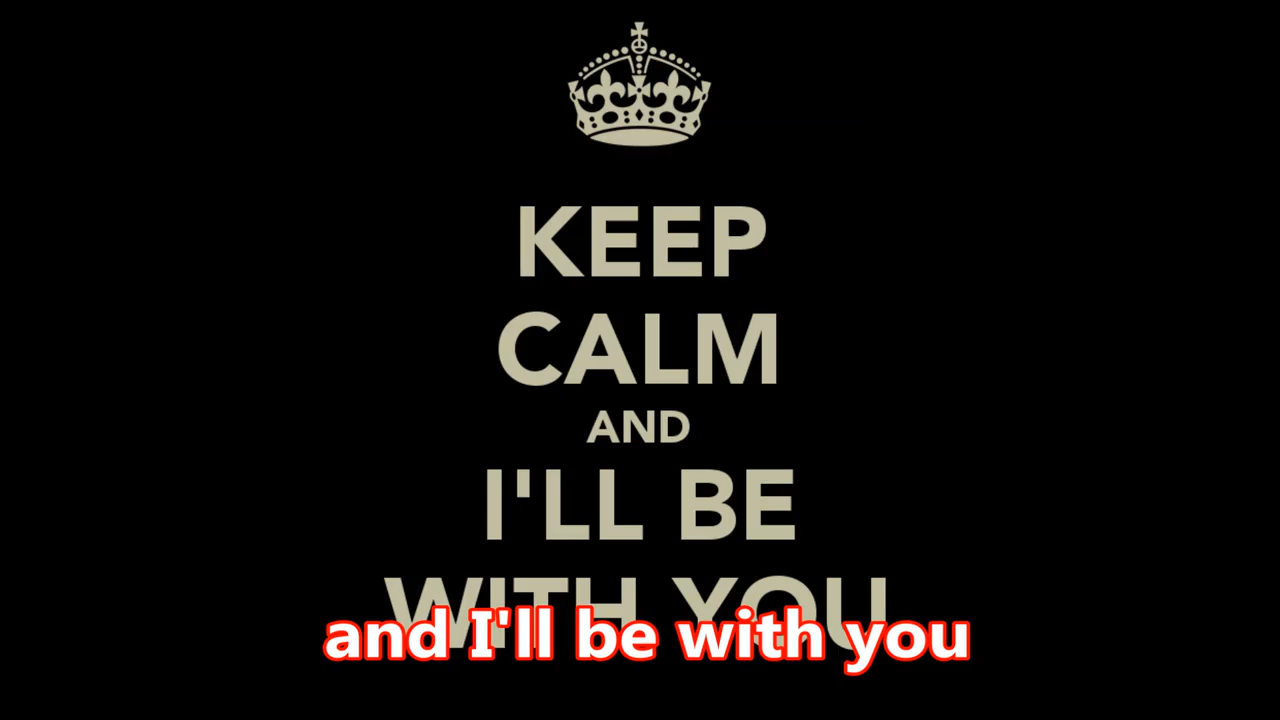 KEEP
CALM
AND
I'LL BE
WITH YOU
and I'll be with you